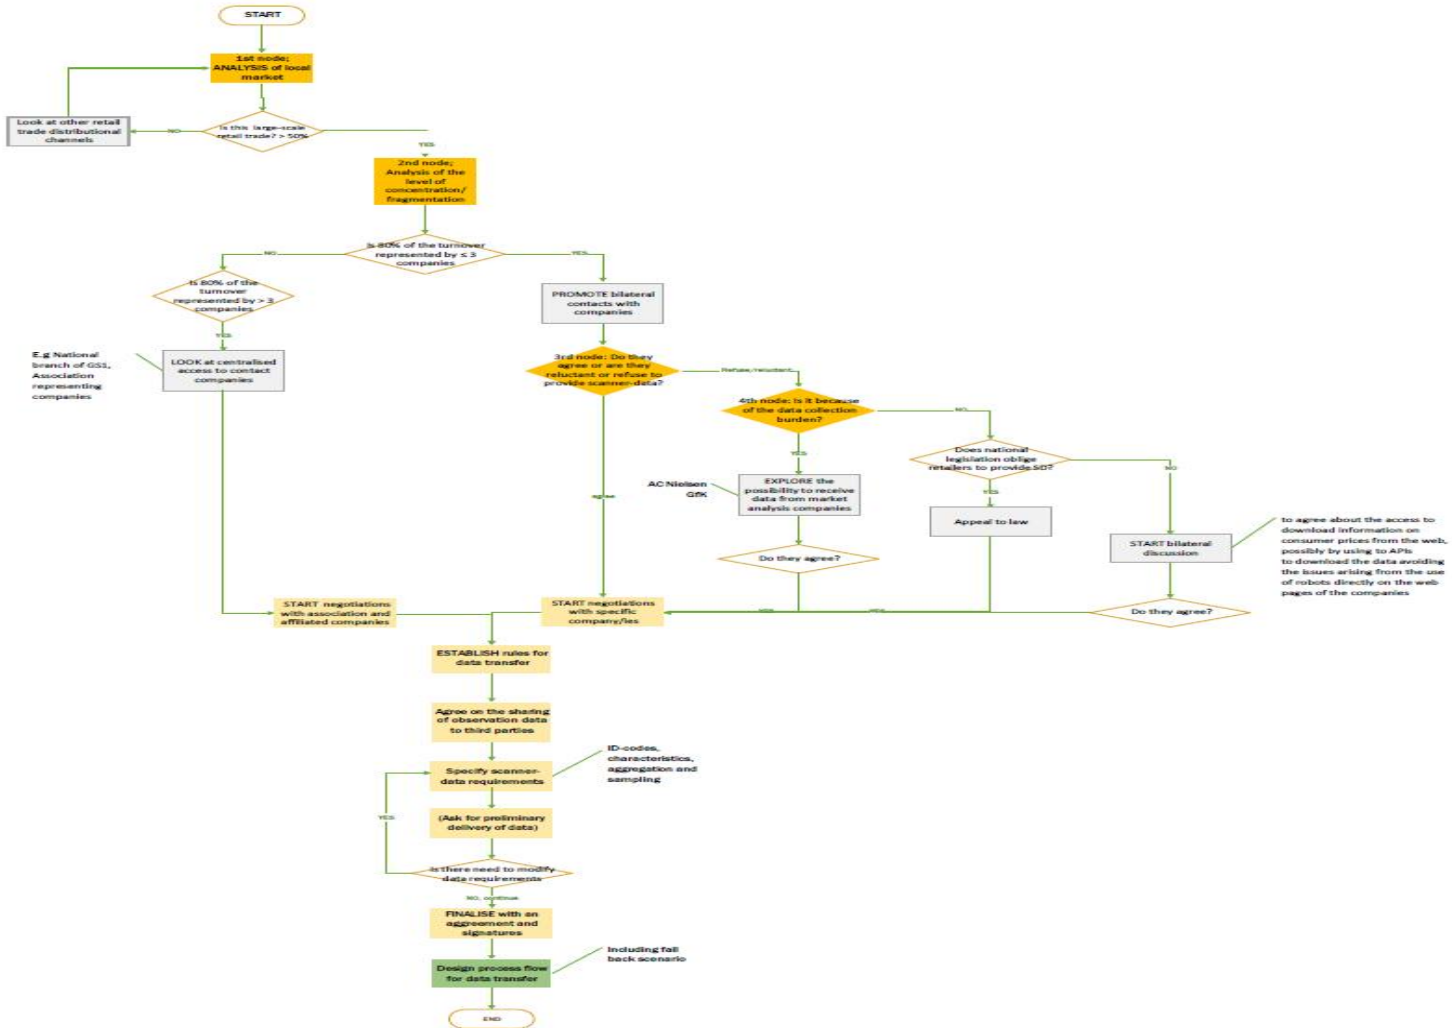 START
1st node;
ANALYSIS of local
market
Look at other retail
trade distributional
channels
NO
Is this large-scale
retail trade? > 50%
YES
2nd node;
Analysis of the
level of
concentration/
fragmentation
NO
Is 80% of the turnover
represented by ≤ 3
companies
YES
Is 80% of the
turnover
represented by > 3
companies
PROMOTE bilateral
contacts with
companies
YES
E.g National
branch of GS1,
Association
representing
companies
LOOK at centralised
access to contact
companies
3rd node: Do they
agree or are they
reluctant or refuse to
provide scanner-data?
Refuse/reluctant
4th node: Is it because
of the data collection
burden?
NO
YES
Does national
legislation oblige
retailers to provide SD?
NO
AC Nielsen
GfK
EXPLORE the
possibility to receive
data from market
analysis companies
YES
agree
Appeal to law
START bilateral
discussion
to agree about the access to
download information on
consumer prices from the web,
possibly by using to APIs
to download the data avoiding
the issues arising from the use
of robots directly on the web
pages of the companies
Do they agree?
START negotiations
with association and
affiliated companies
START negotiations
with specific
company/ies
YES
YES
Do they agree?
ESTABLISH rules for
data transfer
Agree on the sharing
of observation data
to third parties
Specify scanner-
data requirements
ID-codes,
characteristics,
aggregation and
sampling
YES
(Ask for preliminary
delivery of data)
Is there need to modify
data requirements
NO, continue
FINALISE with an
aggreement and
signatures
Design process flow
for data transfer
Including fall
back scenario
END